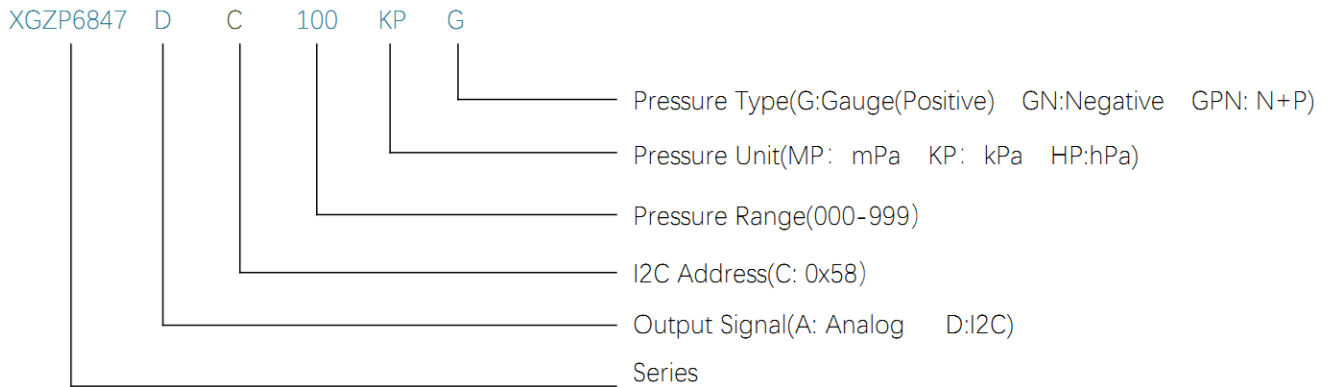 XGZP6847 D C 100 KP G
Pressure Type(G:Gauge(Positive) GN:Negative GPN: N+P)
Pressure Unit(MP： mPa KP： kPa HP:hPa)
Pressure Range(000-999）
I2C Address(C: 0x58）
Output Signal(A: Analog D:I2C)
Series